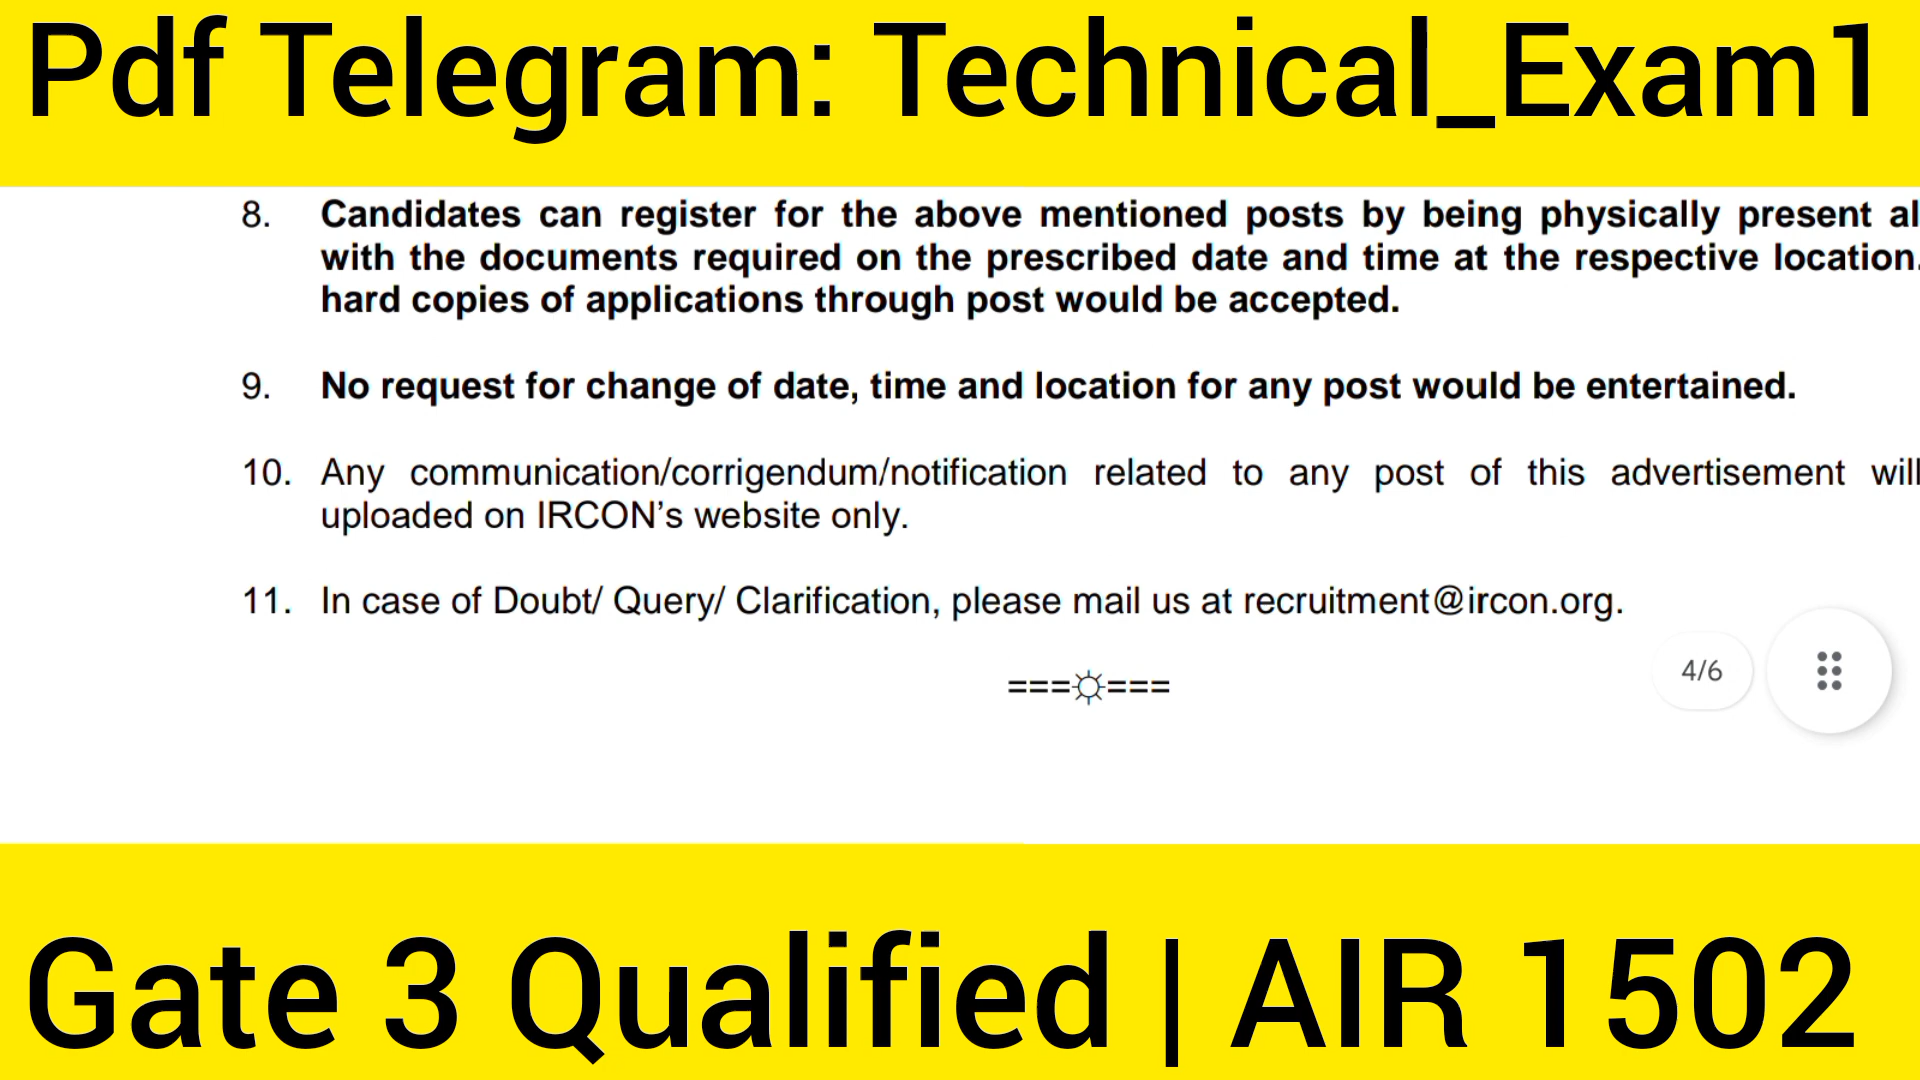 Pdf Telegram: Technical_Exam1
8. Candidates can register for the above mentioned posts by being physically present al
with the documents required on the prescribed date and time at the respective location.
hard copies of applications through post would be accepted.
9. No request for change of date, time and location for any post would be entertained.
10. Any communication/corrigendum/notification related to any post of this advertisement will
uploaded on IRCON’s website only.
11. In case of Doubt/ Query/ Clarification, please mail us at recruitment@ircon.org.
===☼===
4/6
Gate 3 Qualified | AIR 1502